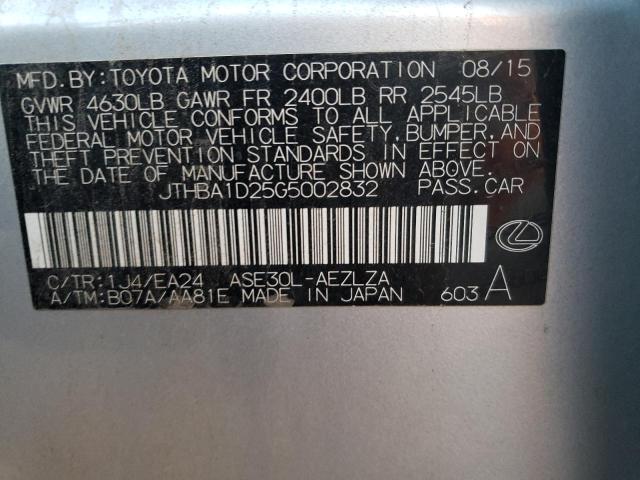 MFD. BY: TOYOTA MOTOR CORPORATION 08/15
GVWR 4630LB GAWR FR 2400LB RR 2545LB
THIS VEHICLE CONFORMS TO ALL APPLICABLE
FEDERAL MOTOR VEHICLE SAFETY, BUMPER, AND
THEFT PREVENTION STANDARDS IN EFFECT ON
THE DATE OF MANUFACTURE SHOWN ABOVE.
JTHBA1D25G5002832 PASS. CAR
C/TR: 1J4/EA24 ASE30L-AEZLZA
A/TM: B07A/AA81E MADE IN JAPAN 603 A